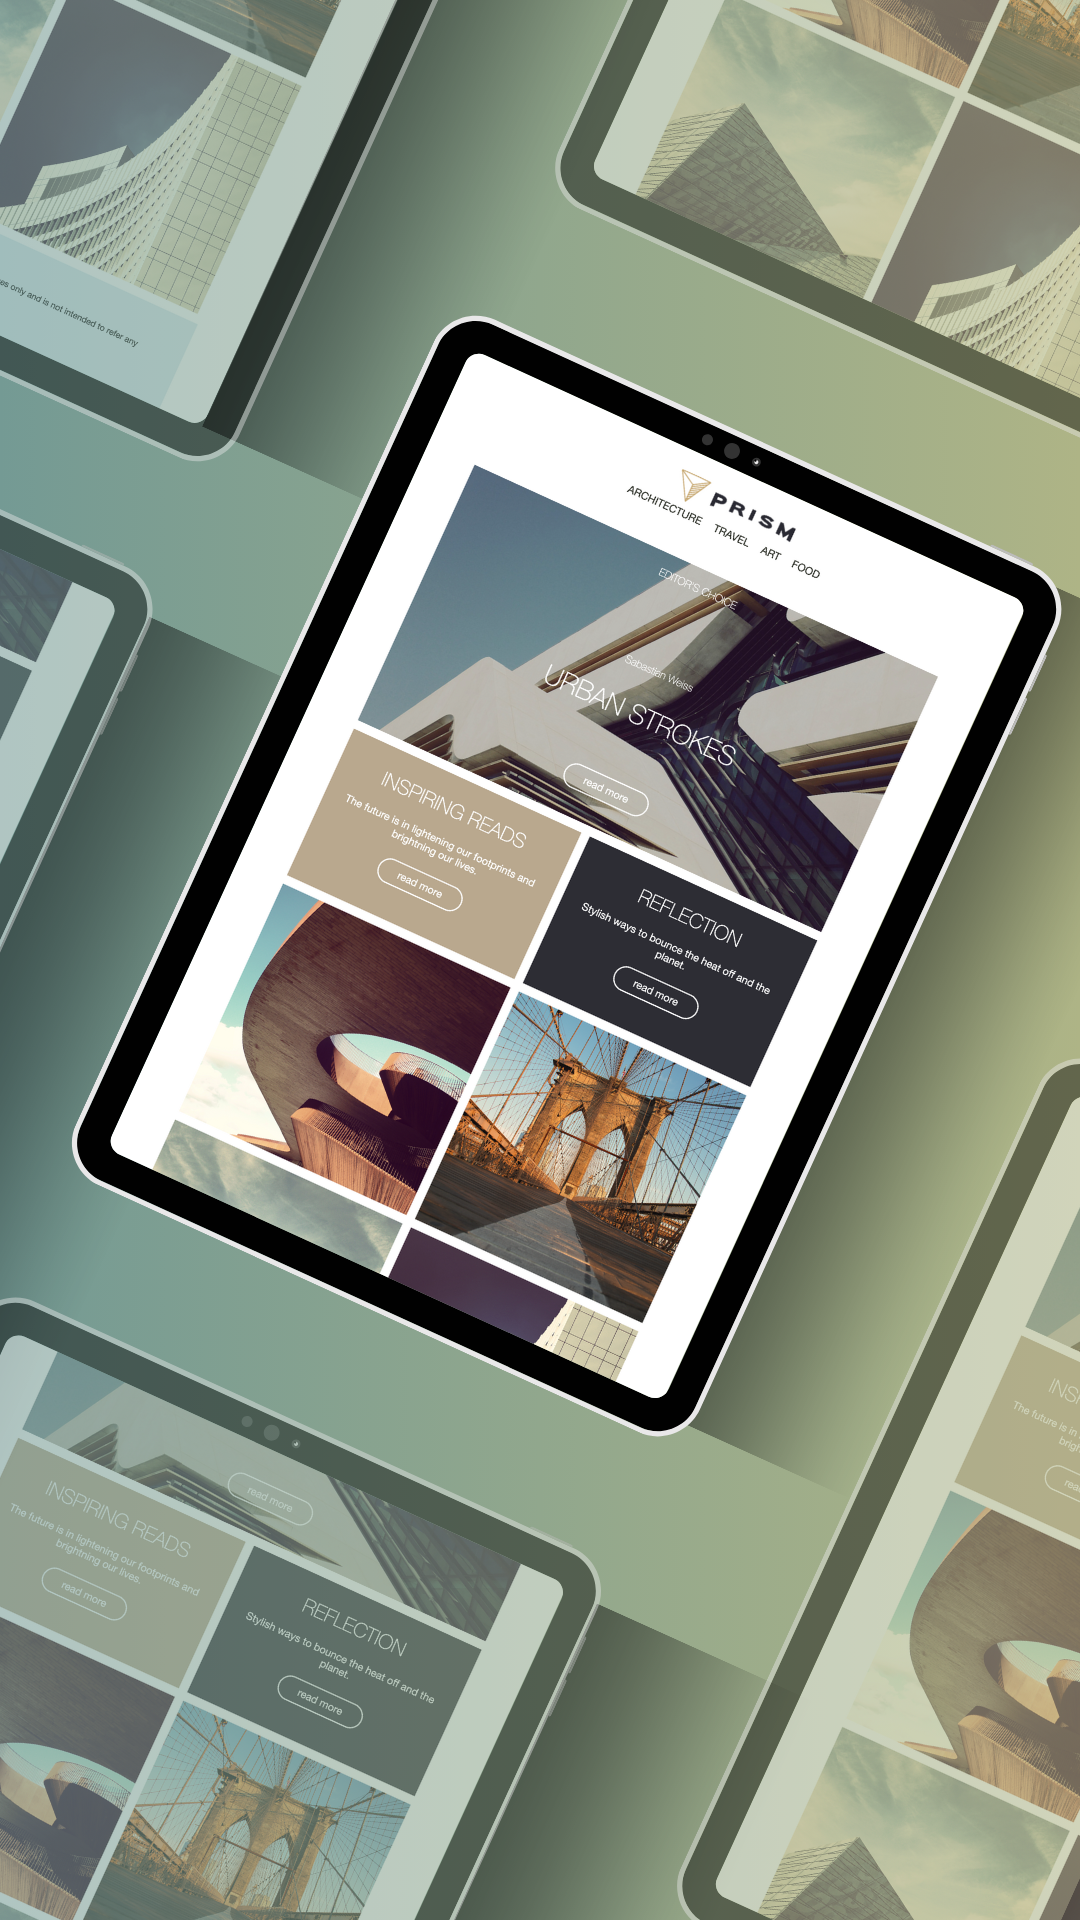 es only and is not intended to refer any
PRISM
ARCHITECTURE TRAVEL ART FOOD
EDITOR'S CHOICE
Sabastian Weiss
URBAN STROKES
read more
INSPIRING READS
The future is in lightening our footprints and
brightning our lives.
read more
REFLECTION
Stylish ways to bounce the heat off and the
planet.
read more
read more
INSPIRING READS
The future is in lightening our footprints and
brightning our lives.
read more
REFLECTION
Stylish ways to bounce the heat off and the
planet.
read more
INS
The future is in
brigh
rea